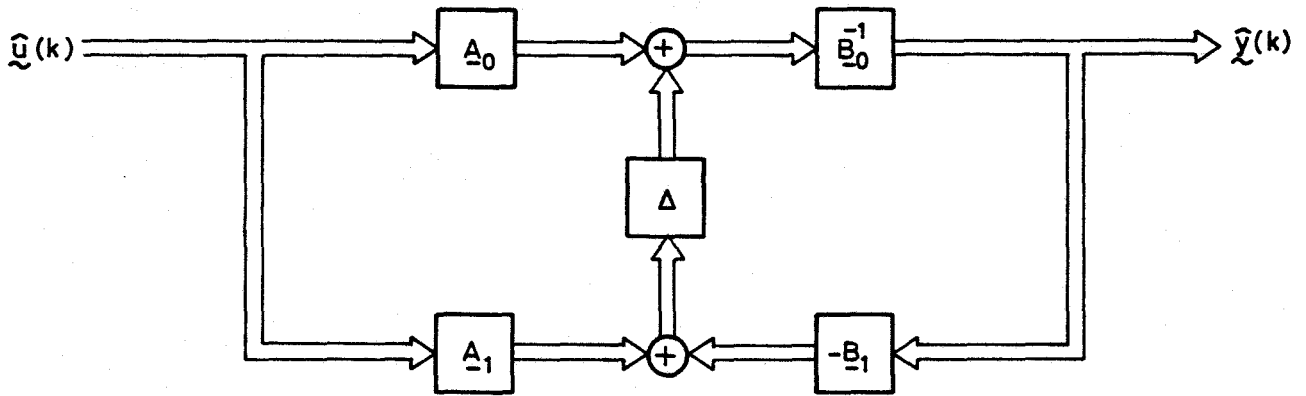 û(k) A₀ + B₀⁻¹ ŷ(k)
Δ
A₁ + -B₁